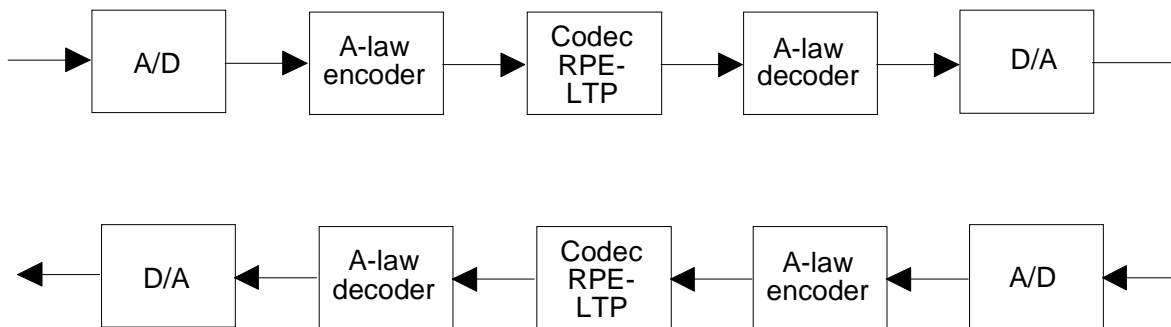 A/D
A-law
encoder
Codec
RPE-
LTP
A-law
decoder
D/A
D/A
A-law
decoder
Codec
RPE-
LTP
A-law
encoder
A/D